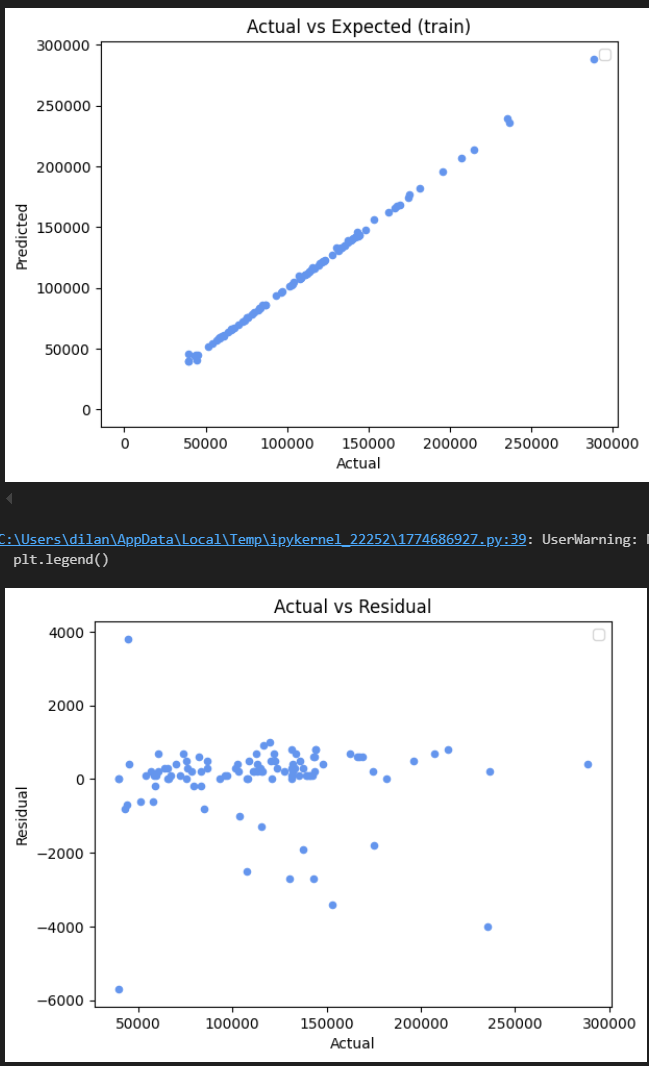 Actual vs Expected (train)
300000
250000
200000
150000
100000
50000
0
Predicted
0 50000 100000 150000 200000 250000 300000
Actual
C:\Users\dilan\AppData\Local\Temp\ipykernel_22252\1774686927.py:39: UserWarning:
plt.legend()
Actual vs Residual
4000
2000
0
−2000
−4000
−6000
Residual
50000 100000 150000 200000 250000 300000
Actual